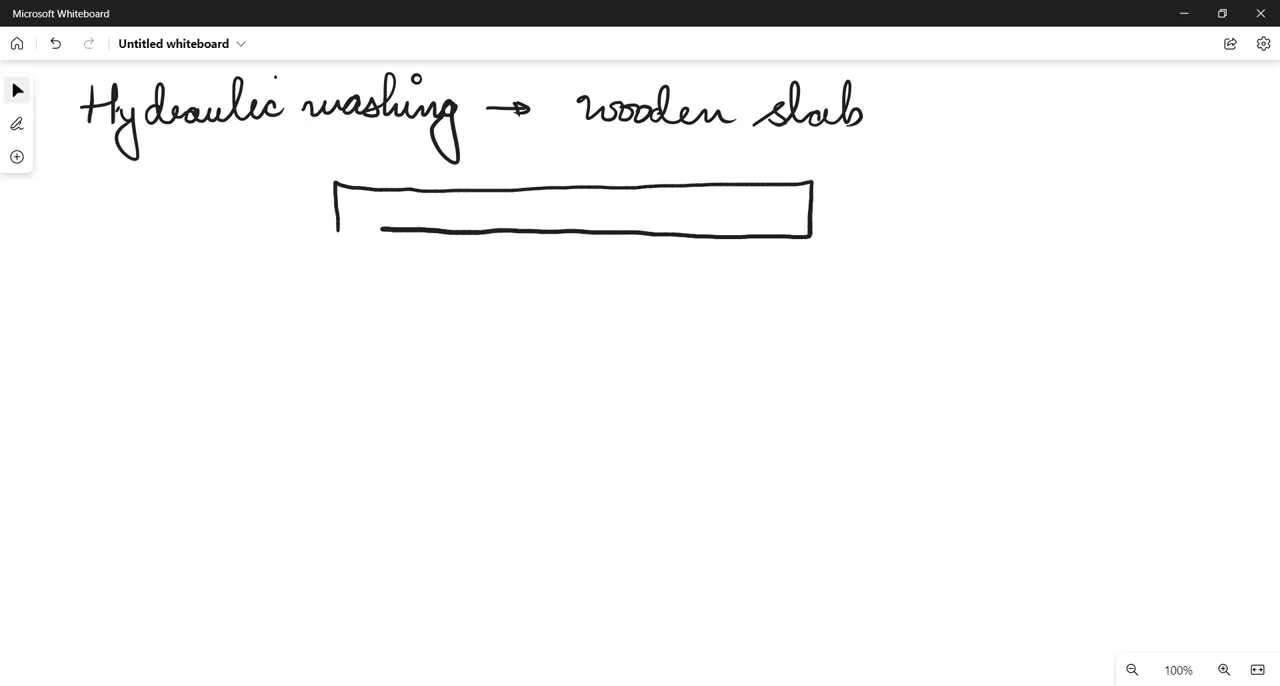 Microsoft Whiteboard
Untitled whiteboard
Hydraulic washing → wooden slab
100%